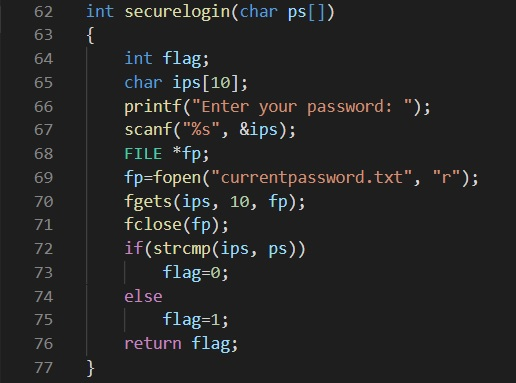 62 int securelogin(char ps[])
63 {
64     int flag;
65     char ips[10];
66     printf("Enter your password: ");
67     scanf("%s", &ips);
68     FILE *fp;
69     fp=fopen("currentpassword.txt", "r");
70     fgets(ips, 10, fp);
71     fclose(fp);
72     if(strcmp(ips, ps))
73         flag=0;
74     else
75         flag=1;
76     return flag;
77 }